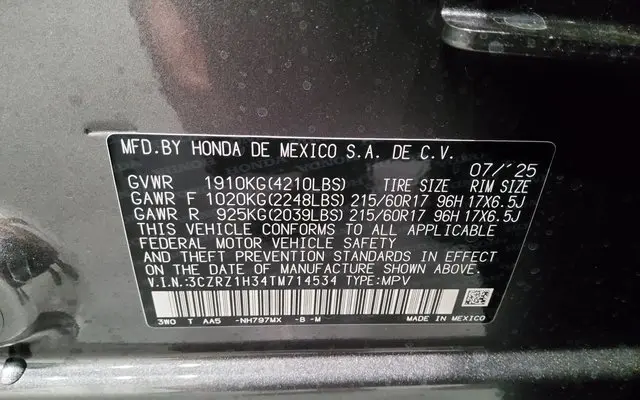 MFD.BY HONDA DE MEXICO S.A. DE C.V.
07/'25
GVWR 1910KG(4210LBS) TIRE SIZE RIM SIZE
GAWR F 1020KG(2248LBS) 215/60R17 96H 17X6.5J
GAWR R 925KG(2039LBS) 215/60R17 96H 17X6.5J
THIS VEHICLE CONFORMS TO ALL APPLICABLE
FEDERAL MOTOR VEHICLE SAFETY
AND THEFT PREVENTION STANDARDS IN EFFECT
ON THE DATE OF MANUFACTURE SHOWN ABOVE.
V.I.N.:3CZRZ1H34TM714534 TYPE:MPV
3W0 T AA5 -NH797MX -B -M MADE IN MEXICO